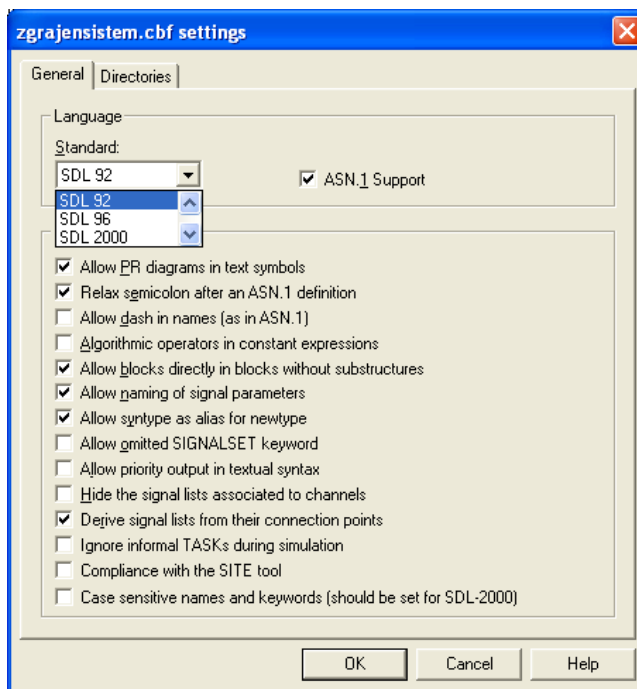 zgrajensistem.cbf settings
General
Directories
Language
Standard:
SDL 92
ASN.1 Support
SDL 92
SDL 96
SDL 2000
Allow PR diagrams in text symbols
Relax semicolon after an ASN.1 definition
Allow dash in names (as in ASN.1)
Algorithmic operators in constant expressions
Allow blocks directly in blocks without substructures
Allow naming of signal parameters
Allow syntype as alias for newtype
Allow omitted SIGNALSET keyword
Allow priority output in textual syntax
Hide the signal lists associated to channels
Derive signal lists from their connection points
Ignore informal TASKs during simulation
Compliance with the SITE tool
Case sensitive names and keywords (should be set for SDL-2000)
OK
Cancel
Help